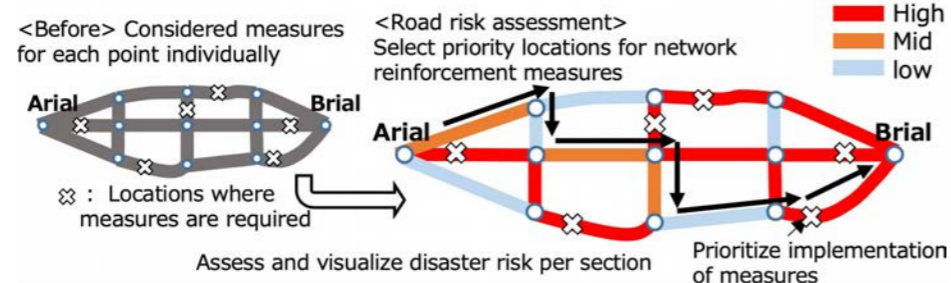 <Before> Considered measures
for each point individually
Arial
Brial
: Locations where
measures are required
<Road risk assessment>
Select priority locations for network
reinforcement measures
High
Mid
low
Arial
Brial
Assess and visualize disaster risk per section
Prioritize implementation
of measures